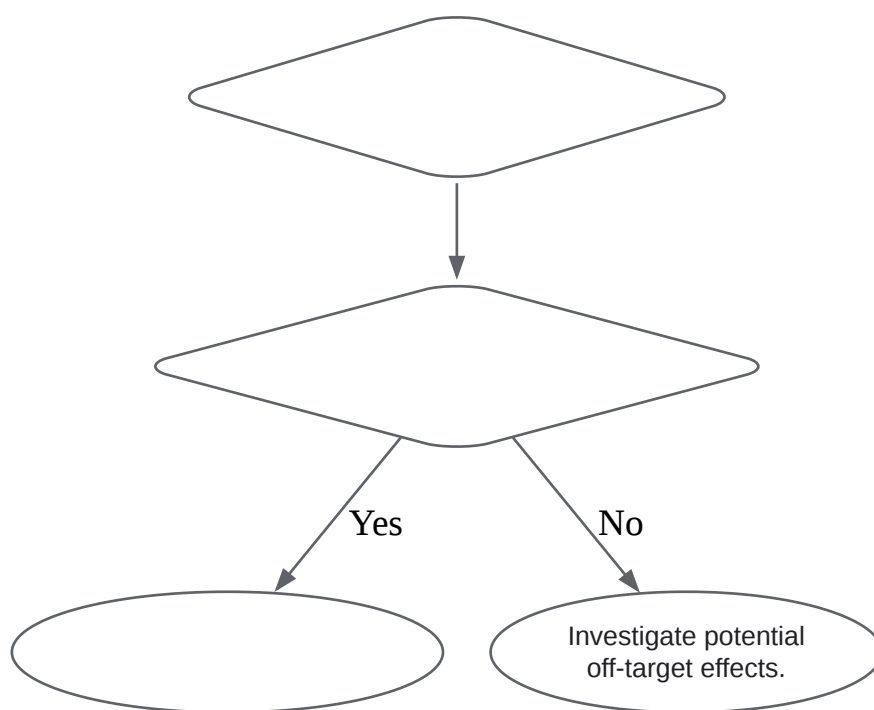 Yes
No
Investigate potential
off-target effects.